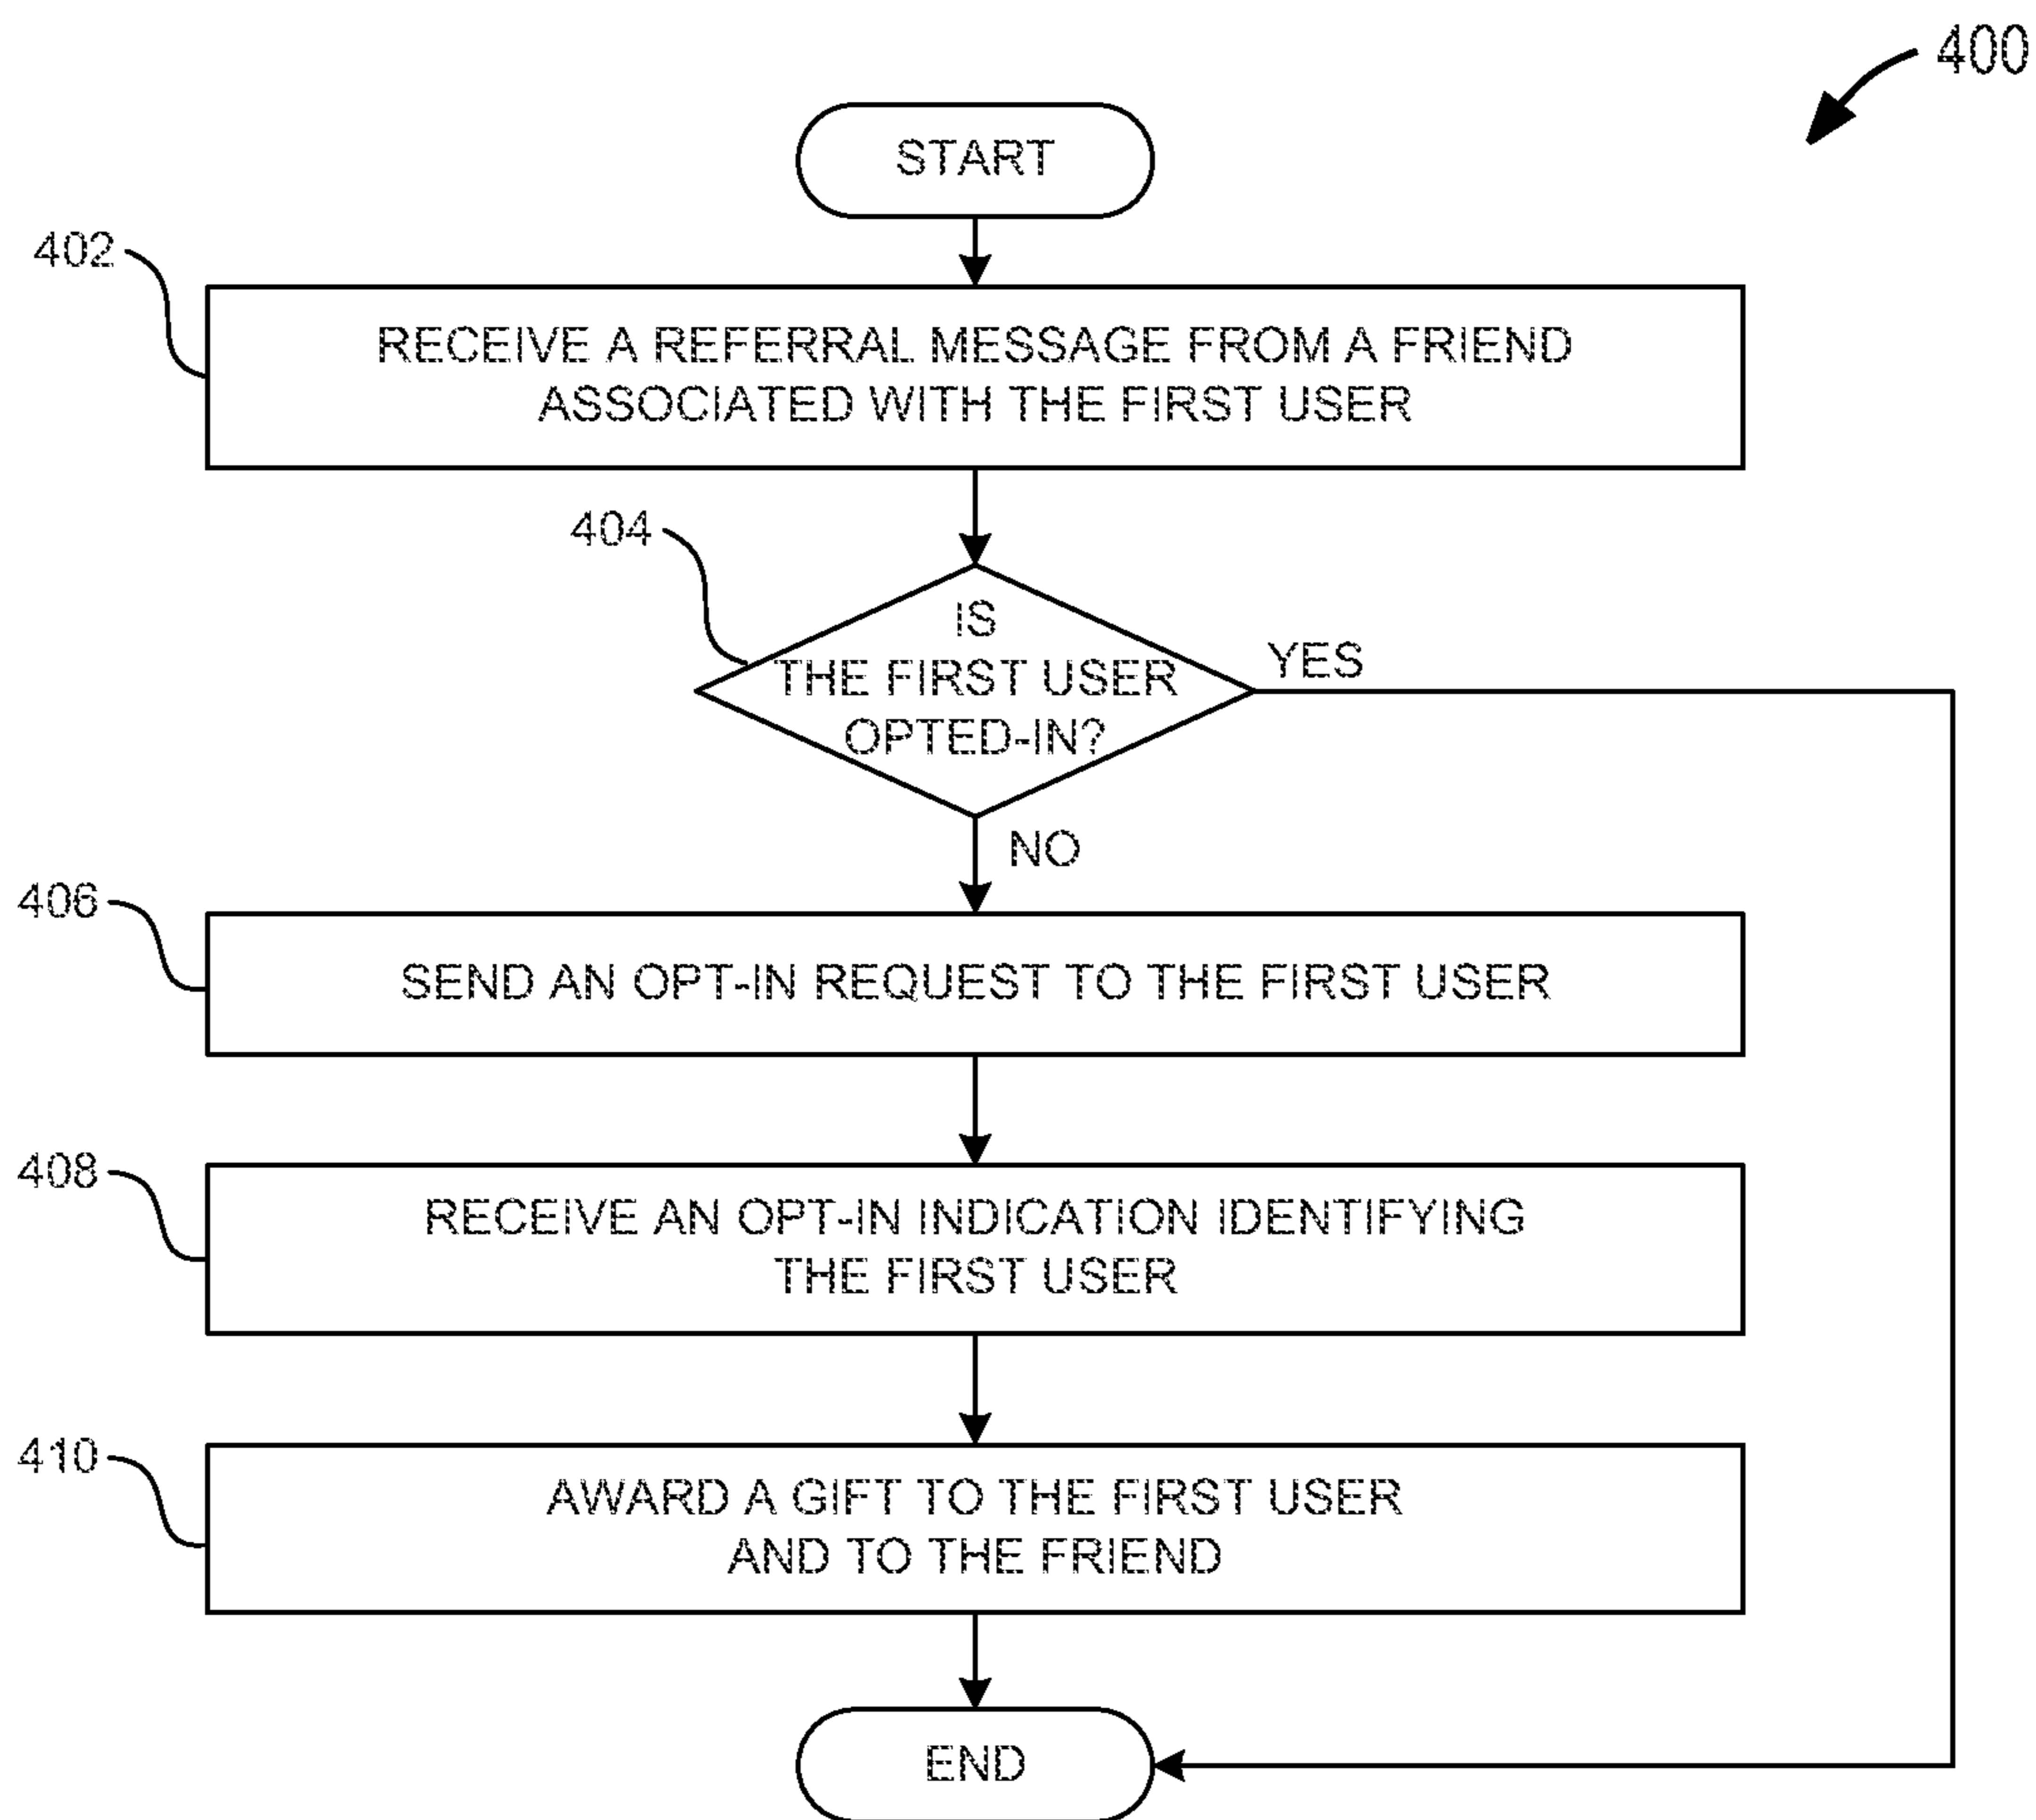 400
START
402
RECEIVE A REFERRAL MESSAGE FROM A FRIEND
ASSOCIATED WITH THE FIRST USER
404
IS
THE FIRST USER
OPTED-IN?
YES
NO
406
SEND AN OPT-IN REQUEST TO THE FIRST USER
408
RECEIVE AN OPT-IN INDICATION IDENTIFYING
THE FIRST USER
410
AWARD A GIFT TO THE FIRST USER
AND TO THE FRIEND
END